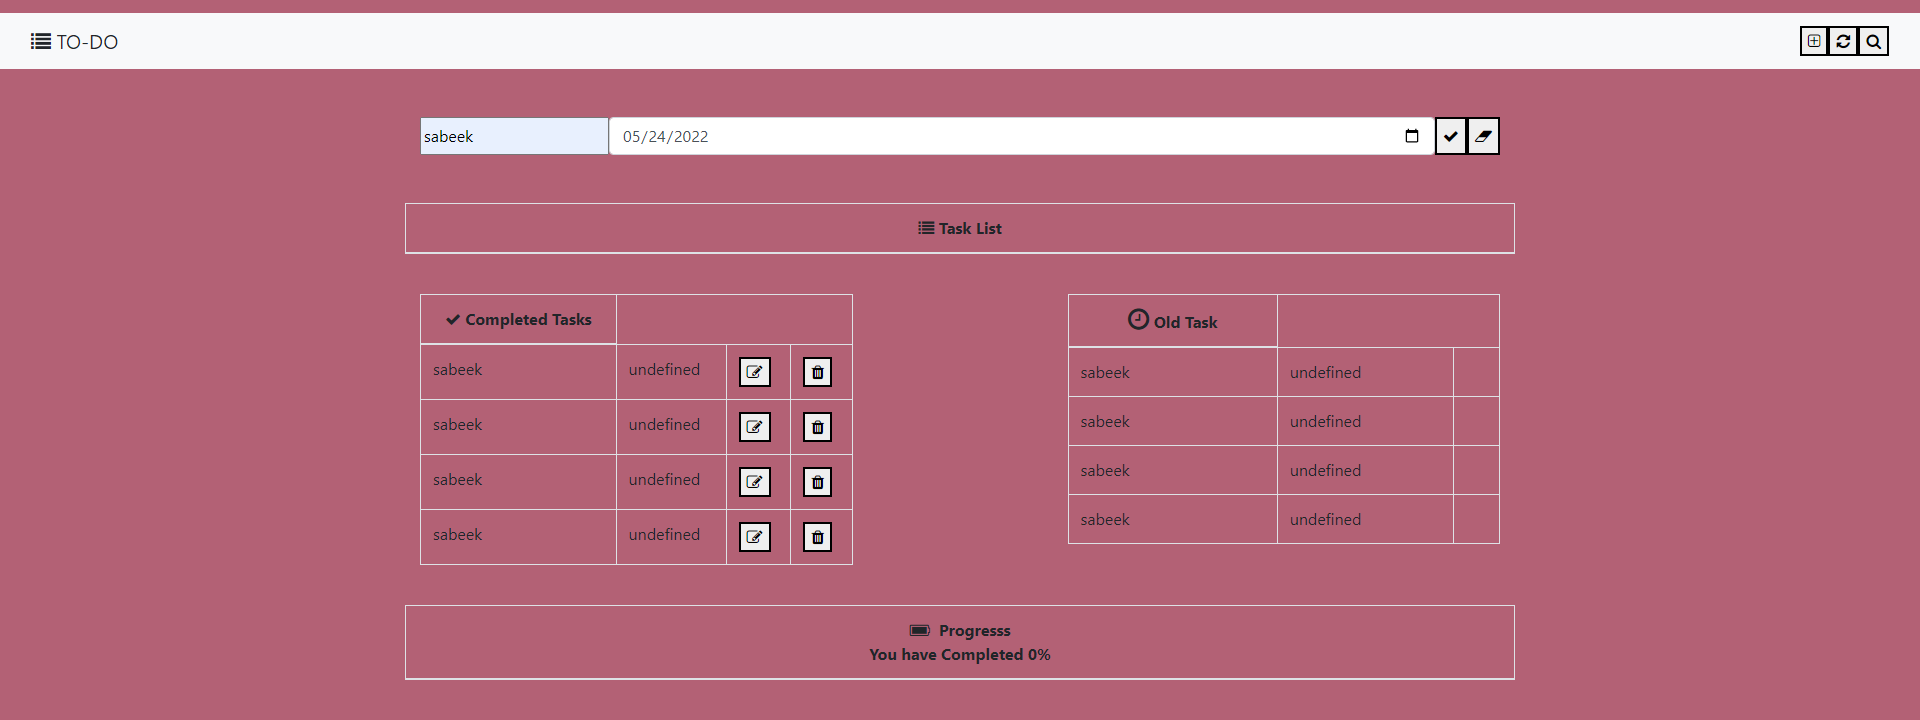 TO-DO
sabeek 05/24/2022
Task List
Completed Tasks
sabeek undefined
sabeek undefined
sabeek undefined
sabeek undefined
Old Task
sabeek undefined
sabeek undefined
sabeek undefined
sabeek undefined
Progresss
You have Completed 0%